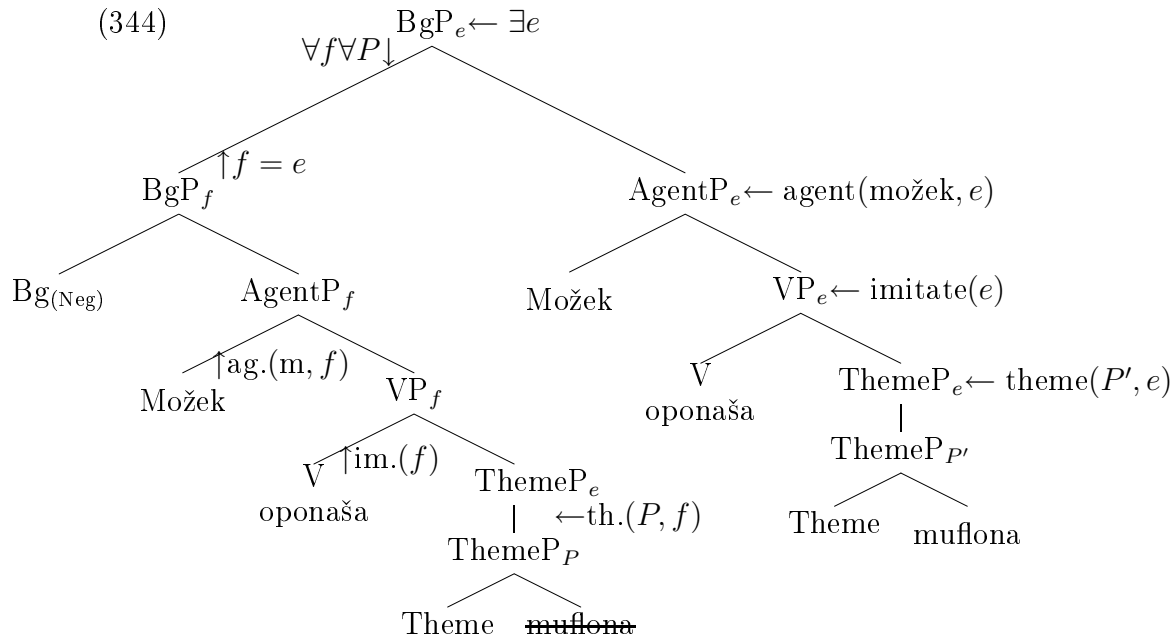 (344)
BgP_e ← ∃e
∀f∀P↓
↑f = e
BgP_f
AgentP_e ← agent(možek, e)
Bg_(Neg)
AgentP_f
Možek
VP_e ← imitate(e)
↑ag.(m, f)
Možek
VP_f
V
oponaša
ThemeP_e ← theme(P′, e)
↑im.(f)
V
oponaša
ThemeP_e
ThemeP_P′
←th.(P, f)
Theme
muflona
ThemeP_P
Theme
muflona